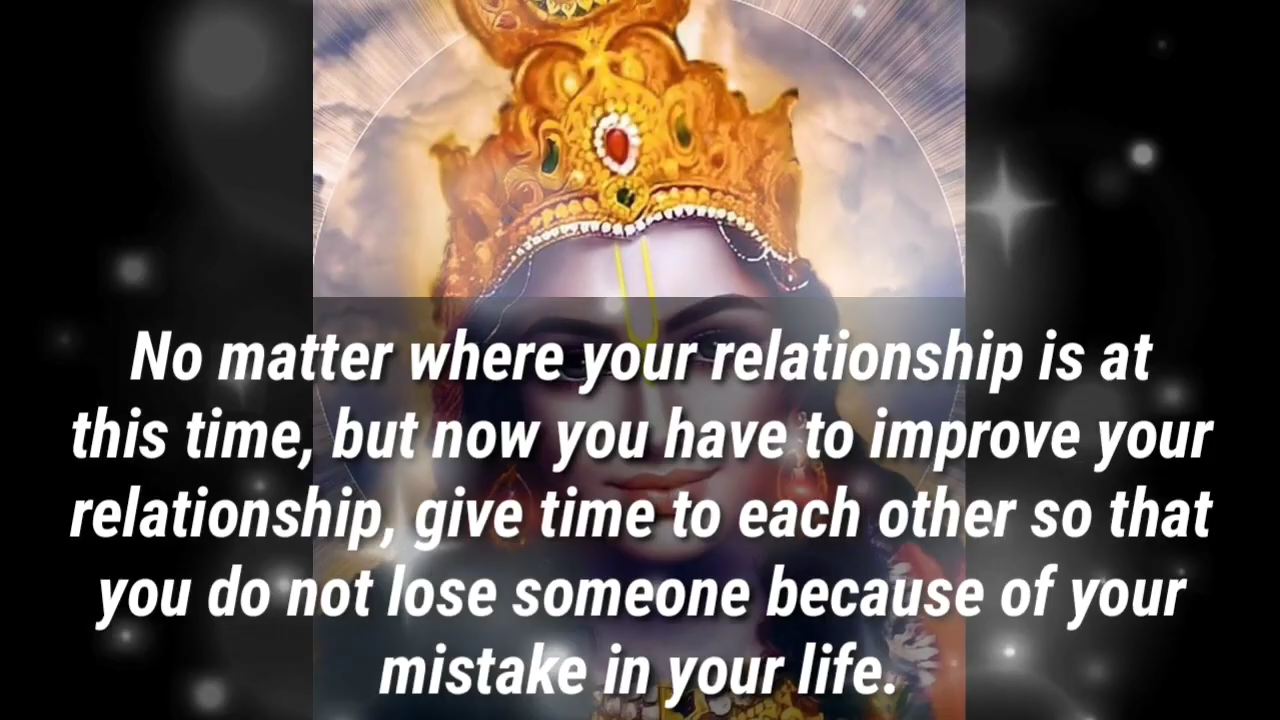 No matter where your relationship is at
this time, but now you have to improve your
relationship, give time to each other so that
you do not lose someone because of your
mistake in your life.